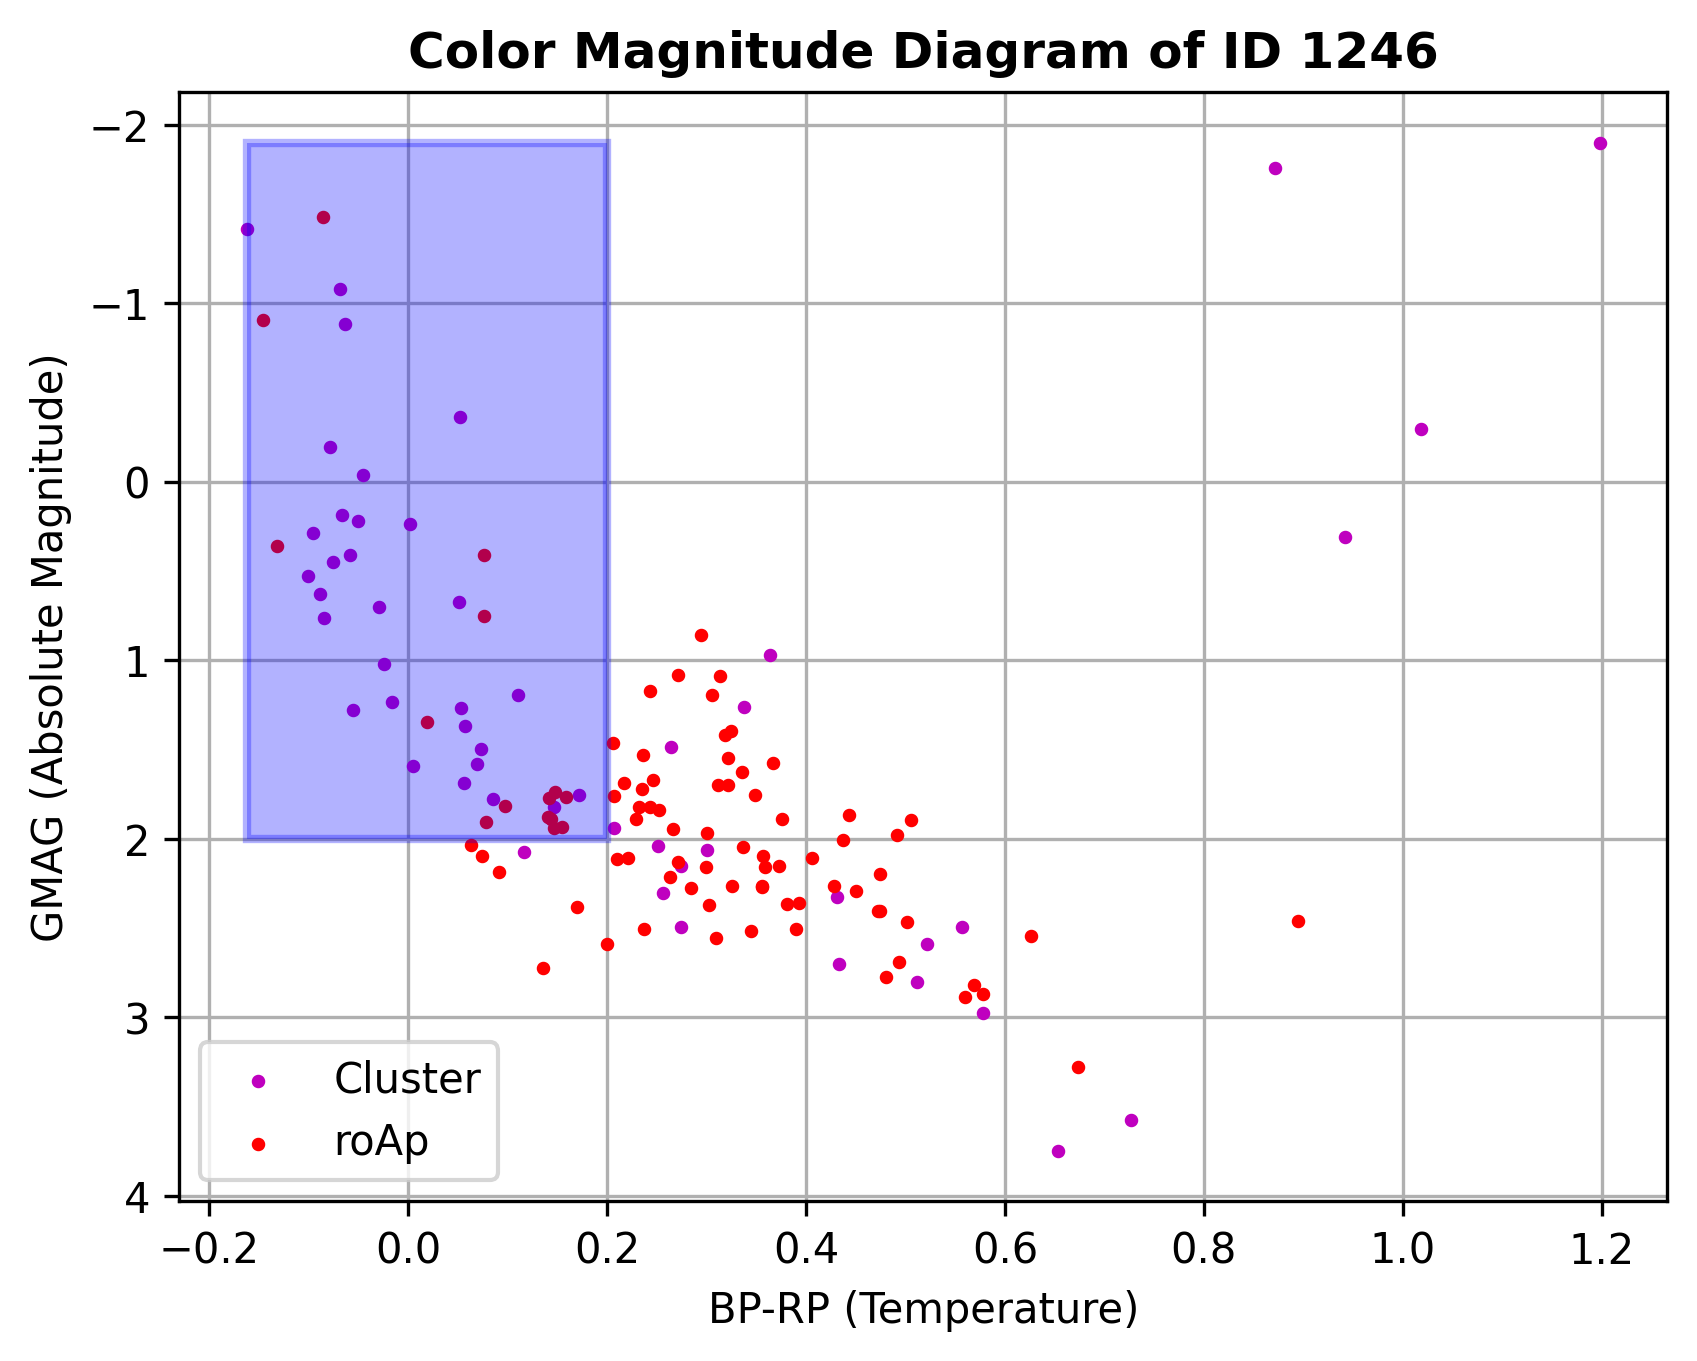 Color Magnitude Diagram of ID 1246
GMAG (Absolute Magnitude)
−2
−1
0
1
2
3
4
Cluster
roAp
−0.2 0.0 0.2 0.4 0.6 0.8 1.0 1.2
BP-RP (Temperature)